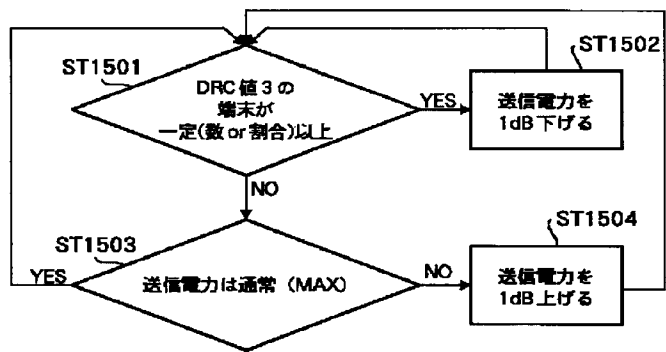 ST1501
DRC値3の
端末が
一定(数or割合)以上
YES
ST1502
送信電力を
1dB下げる
NO
ST1503
送信電力は通常(MAX)
YES
NO
ST1504
送信電力を
1dB上げる